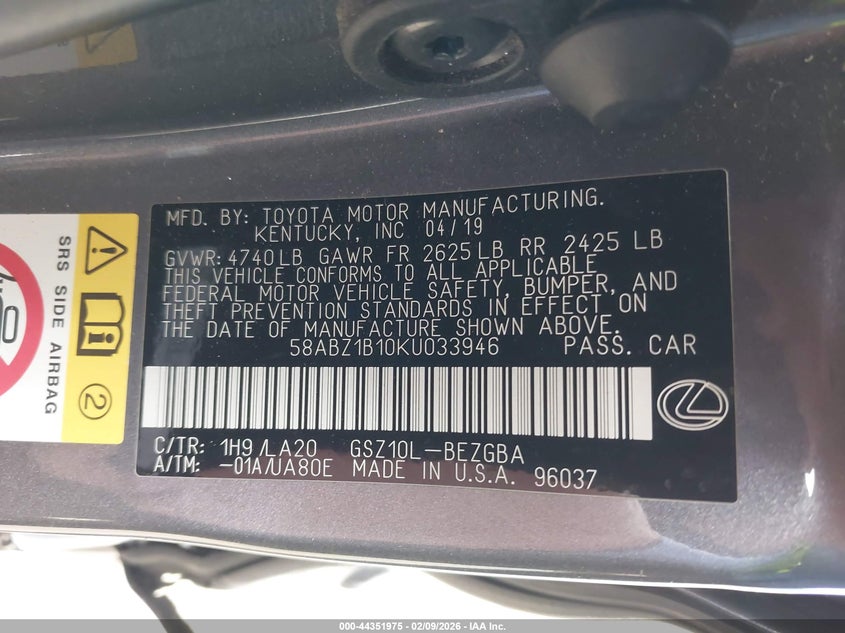 MFD. BY: TOYOTA MOTOR MANUFACTURING.
KENTUCKY, INC 04/19
GVWR: 4740LB GAWR FR 2625LB RR 2425 LB
THIS VEHICLE CONFORMS TO ALL APPLICABLE
FEDERAL MOTOR VEHICLE SAFETY, BUMPER, AND
THEFT PREVENTION STANDARDS IN EFFECT ON
THE DATE OF MANUFACTURE SHOWN ABOVE.
58ABZ1B10KU033946 PASS. CAR
C/TR: 1H9 /LA20 GSZ10L-BEZGBA
A/TM: -01A/UA80E MADE IN U.S.A. 96037
SRS SIDE AIRBAG
2
000-44351975 - 02/09/2026 - IAA Inc.